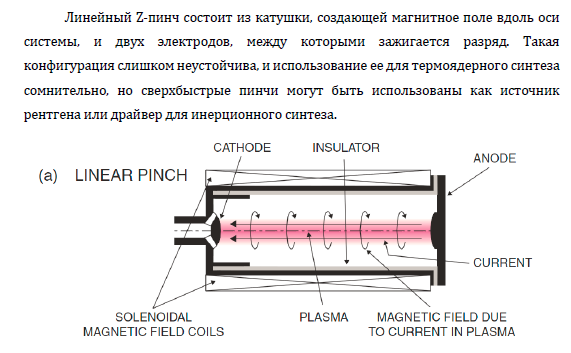 Линейный Z-пинч состоит из катушки, создающей магнитное поле вдоль оси
системы, и двух электродов, между которыми зажигается разряд. Такая
конфигурация слишком неустойчива, и использование ее для термоядерного синтеза
сомнительно, но сверхбыстрые пинчи могут быть использованы как источник
рентгена или драйвер для инерционного синтеза.
CATHODE
INSULATOR
ANODE
(a) LINEAR PINCH
CURRENT
SOLENOIDAL
MAGNETIC FIELD COILS
PLASMA
MAGNETIC FIELD DUE
TO CURRENT IN PLASMA